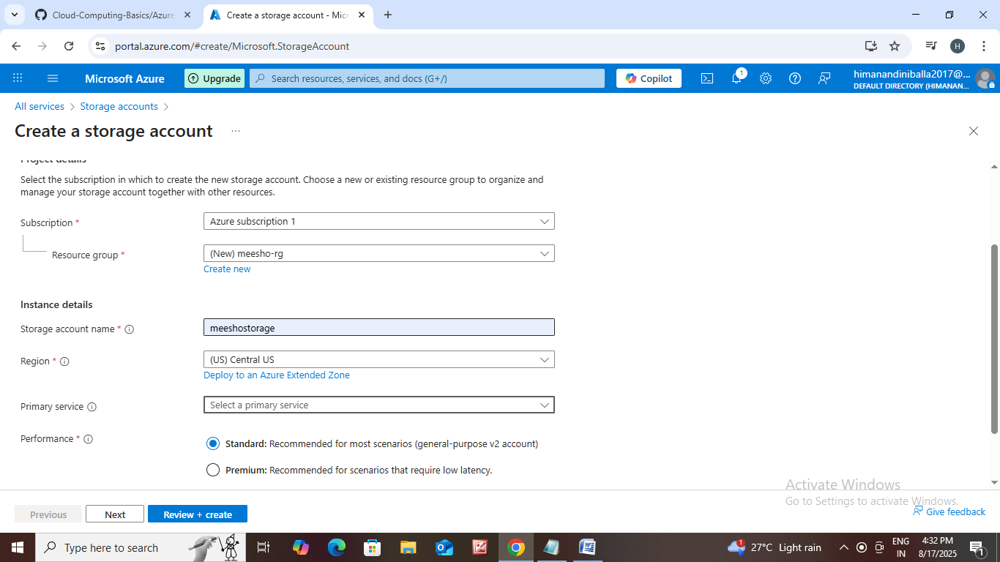 Cloud-Computing-Basics/Azure
Create a storage account - Micr
portal.azure.com/#create/Microsoft.StorageAccount
H
Microsoft Azure
Upgrade
Search resources, services, and docs (G+/)
Copilot
1
himanandiniballa2017@...
DEFAULT DIRECTORY (HIMANAN...
All services > Storage accounts >
Create a storage account ...
Project details
Select the subscription in which to create the new storage account. Choose a new or existing resource group to organize and
manage your storage account together with other resources.
Subscription *
Azure subscription 1
Resource group *
(New) meesho-rg
Create new
Instance details
Storage account name *
meeshostorage
Region *
(US) Central US
Deploy to an Azure Extended Zone
Primary service
Select a primary service
Performance *
Standard: Recommended for most scenarios (general-purpose v2 account)
Premium: Recommended for scenarios that require low latency.
Activate Windows
Go to Settings to activate Windows.
Previous
Next
Review + create
Give feedback
Type here to search
27°C Light rain
ENG
IN
4:32 PM
8/17/2025
1